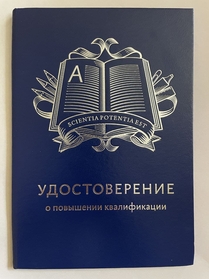 A
SCIENTIA POTENTIA EST
УДОСТОВЕРЕНИЕ
о повышении квалификации